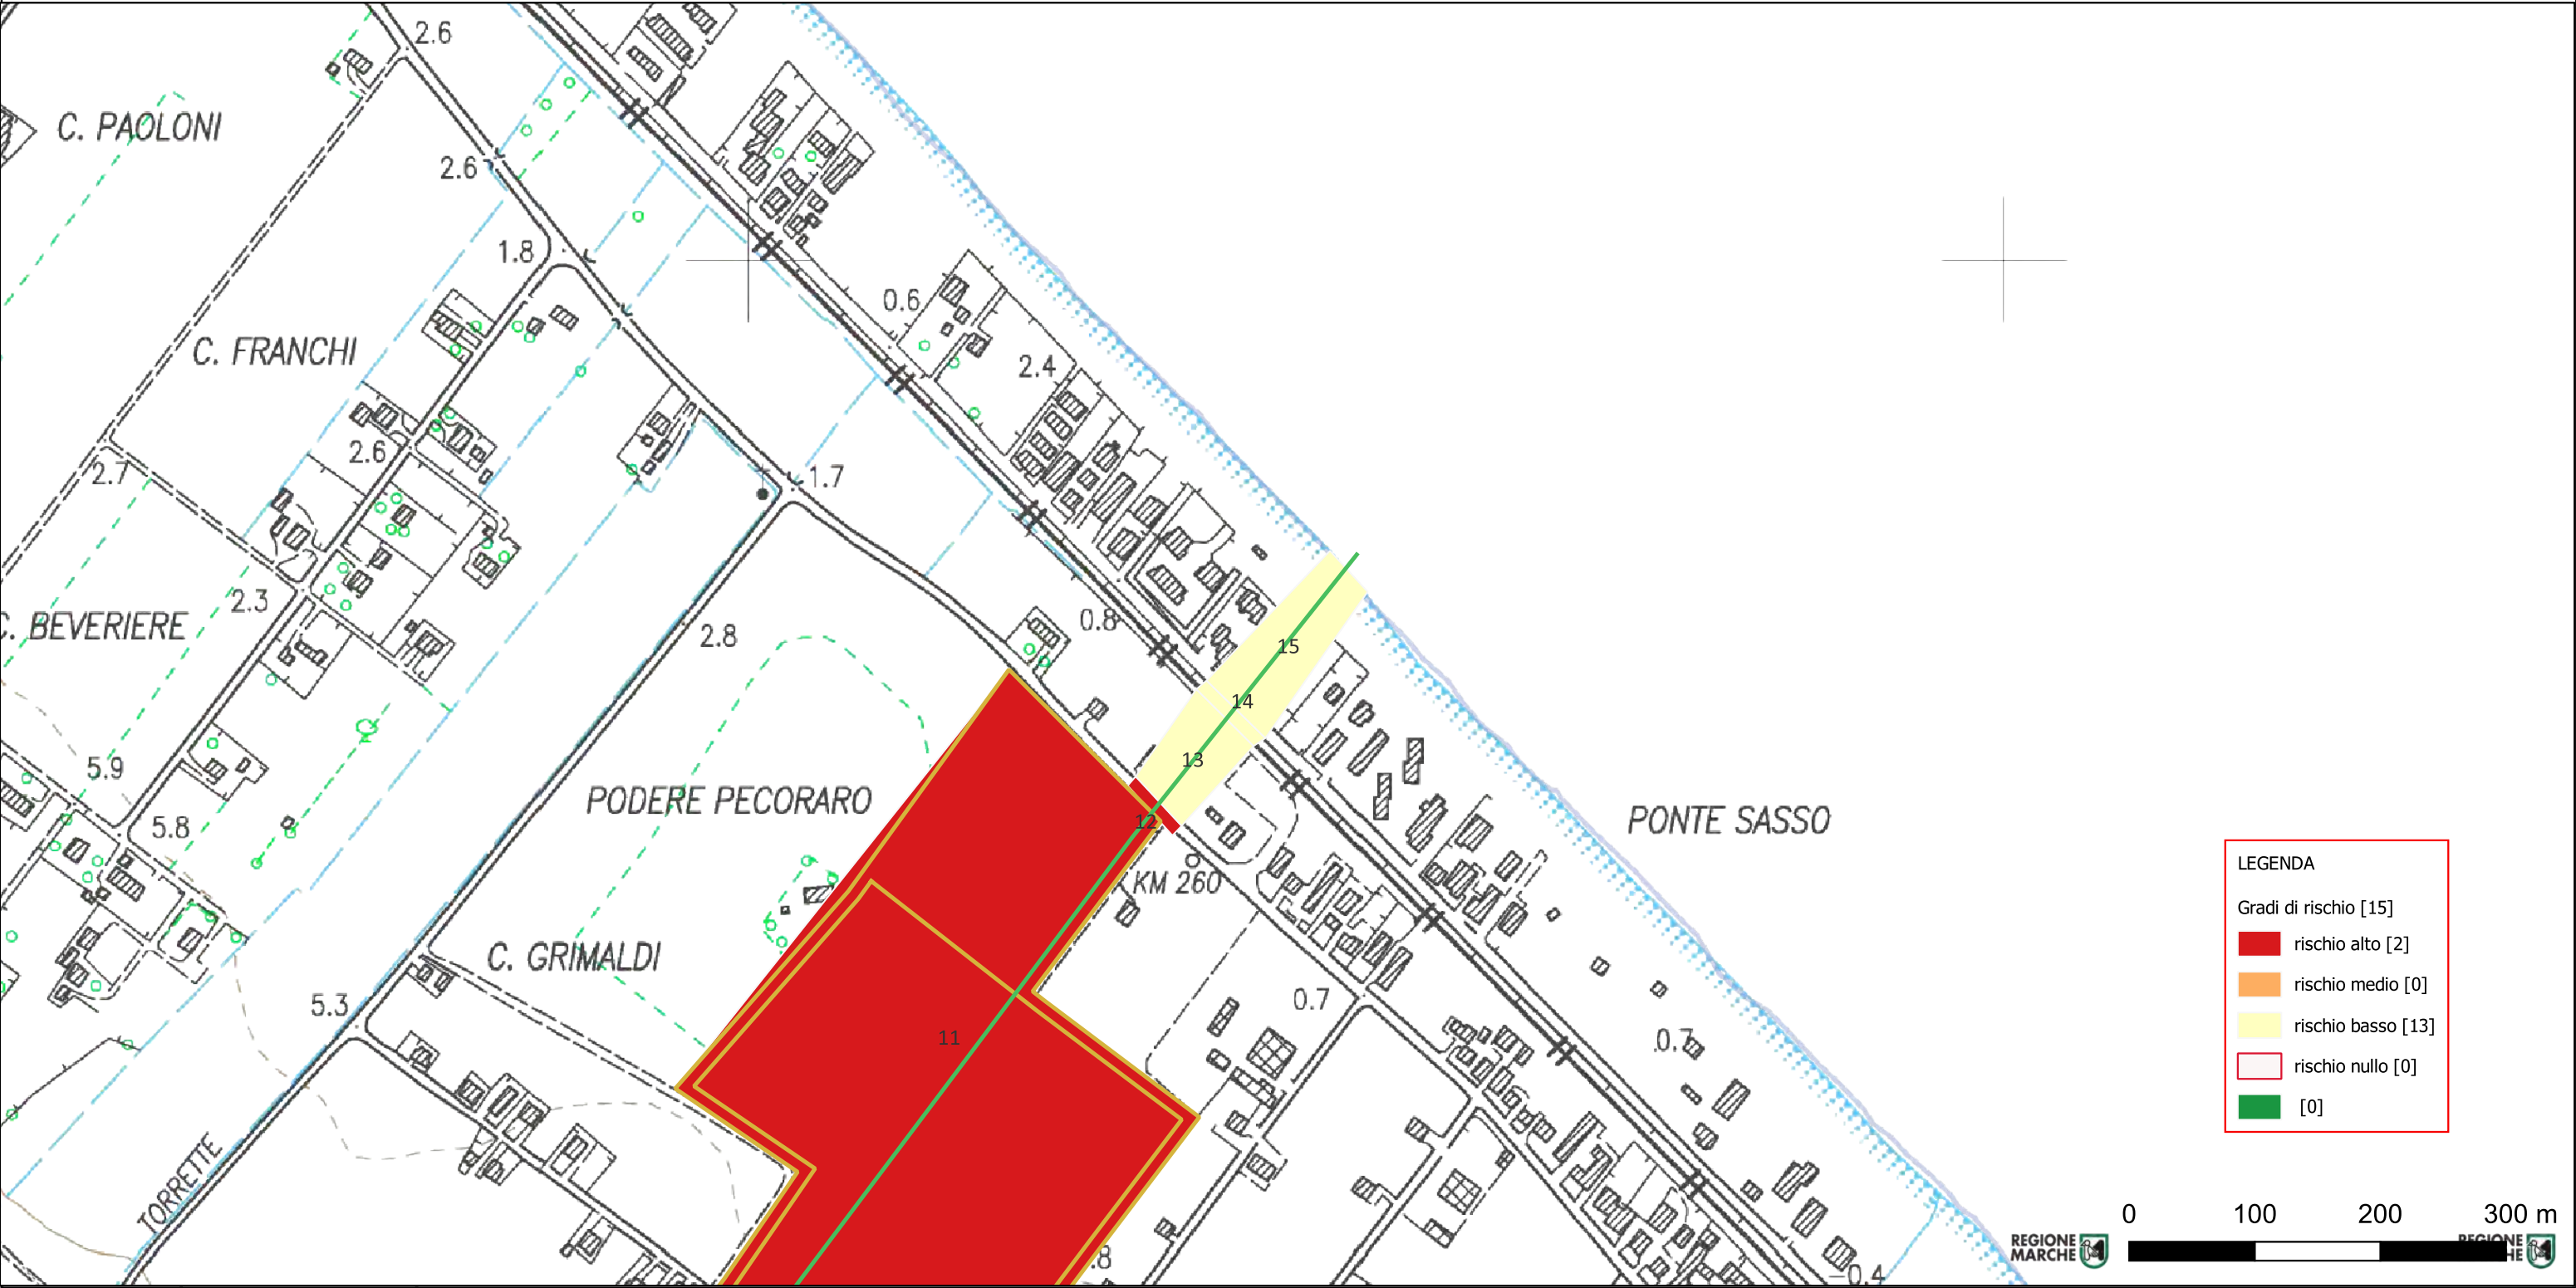 2.6
C. PAOLONI
2.6
1.8
0.6
C. FRANCHI
2.4
2.6
2.7
1.7
2.3
C. BEVERIERE
2.8
0.8
15
14
13
5.9
5.8
PODERE PECORARO
12
PONTE SASSO
KM 260
C. GRIMALDI
5.3
0.7
11
0.7
TORRETTE
.8
-0.4
LEGENDA
Gradi di rischio [15]
rischio alto [2]
rischio medio [0]
rischio basso [13]
rischio nullo [0]
[0]
0 100 200 300 m
REGIONE
MARCHE
REGIONE
HE